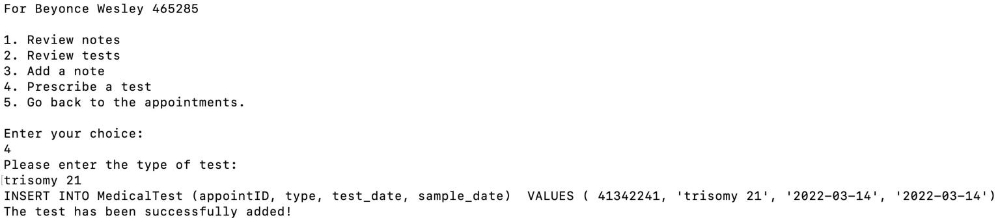 For Beyonce Wesley 465285
1. Review notes
2. Review tests
3. Add a note
4. Prescribe a test
5. Go back to the appointments.
Enter your choice:
4
Please enter the type of test:
trisomy 21
INSERT INTO MedicalTest (appointID, type, test_date, sample_date)  VALUES ( 41342241, 'trisomy 21', '2022-03-14', '2022-03-14')
The test has been successfully added!